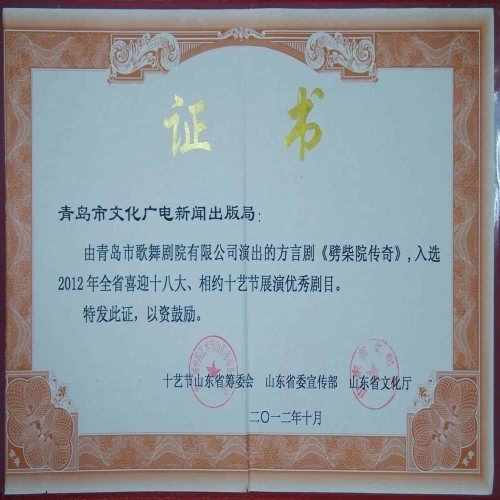 证书
青岛市文化广电新闻出版局：
由青岛市歌舞剧院有限公司演出的方言剧《劈柴院传奇》，入选
2012年全省喜迎十八大、相约十艺节展演优秀剧目。
特发此证，以资鼓励。
十艺节山东省筹委会 山东省委宣传部 山东省文化厅
二〇一二年十月